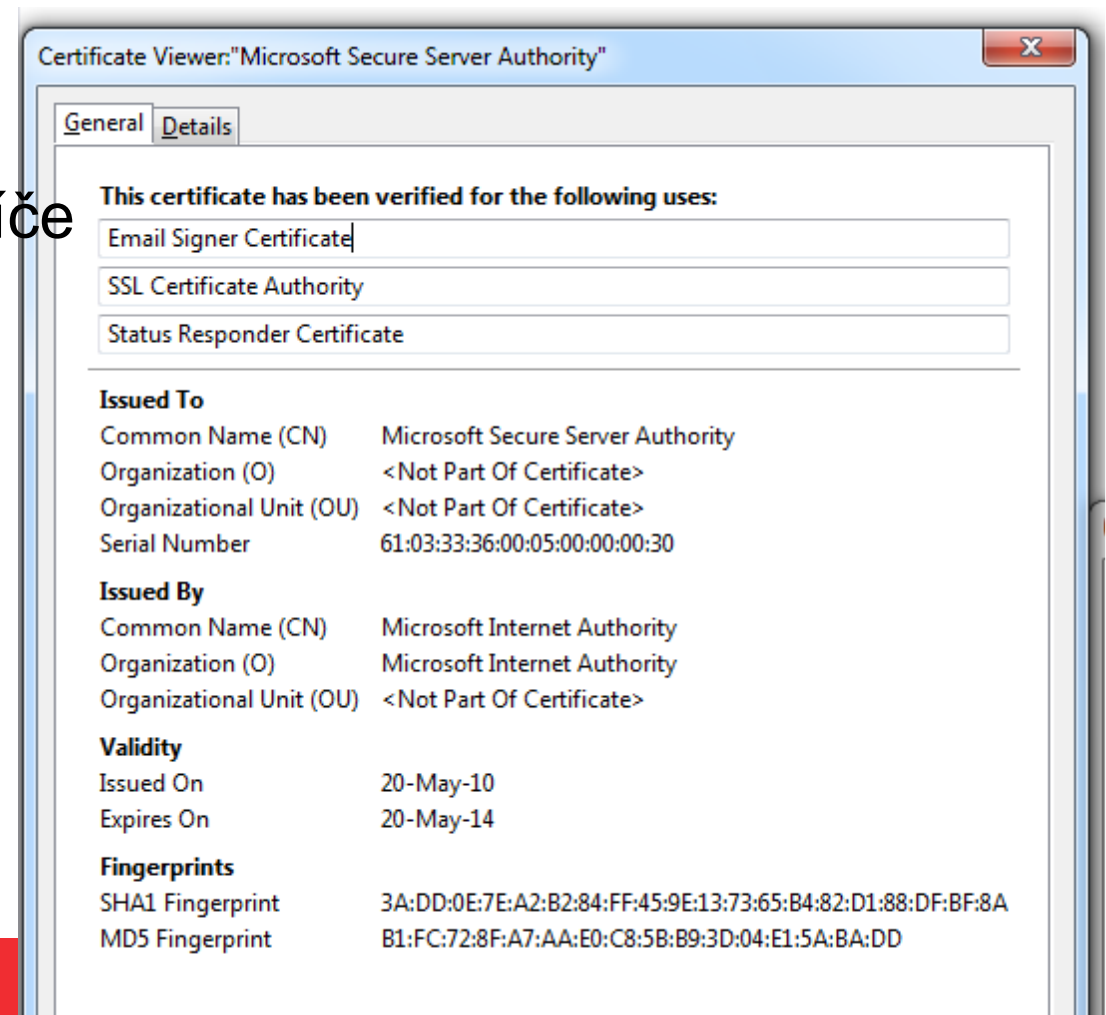 Certificate Viewer:"Microsoft Secure Server Authority"
General Details
íče
This certificate has been verified for the following uses:
Email Signer Certificate
SSL Certificate Authority
Status Responder Certificate
Issued To
Common Name (CN) Microsoft Secure Server Authority
Organization (O) <Not Part Of Certificate>
Organizational Unit (OU) <Not Part Of Certificate>
Serial Number 61:03:33:36:00:05:00:00:00:30
Issued By
Common Name (CN) Microsoft Internet Authority
Organization (O) Microsoft Internet Authority
Organizational Unit (OU) <Not Part Of Certificate>
Validity
Issued On 20-May-10
Expires On 20-May-14
Fingerprints
SHA1 Fingerprint 3A:DD:0E:7E:A2:B2:84:FF:45:9E:13:73:65:B4:82:D1:88:DF:BF:8A
MD5 Fingerprint B1:FC:72:8F:A7:AA:E0:C8:5B:B9:3D:04:E1:5A:BA:DD